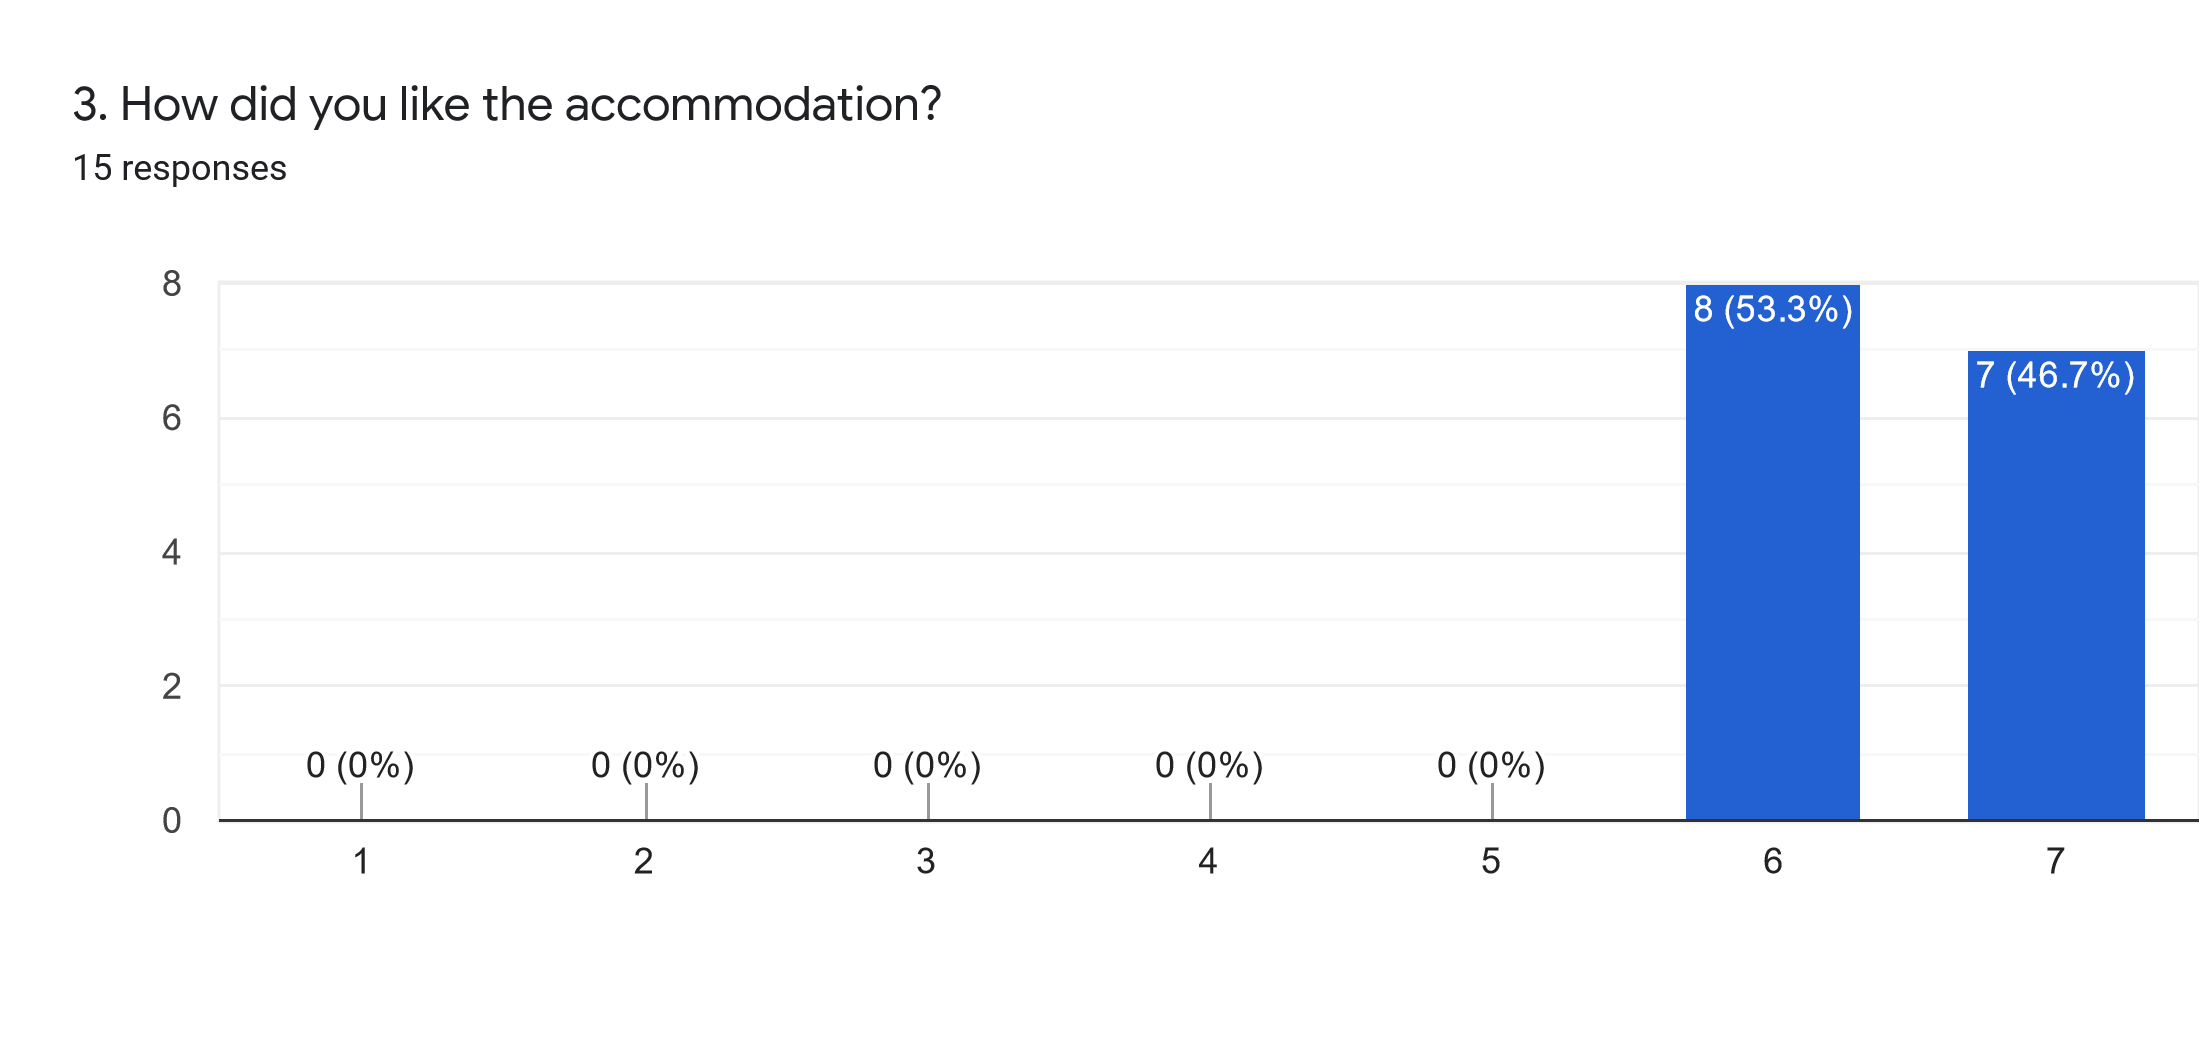 3. How did you like the accommodation?
15 responses
8
6
4
2
0
0 (0%) 0 (0%) 0 (0%) 0 (0%) 0 (0%) 8 (53.3%) 7 (46.7%)
1 2 3 4 5 6 7